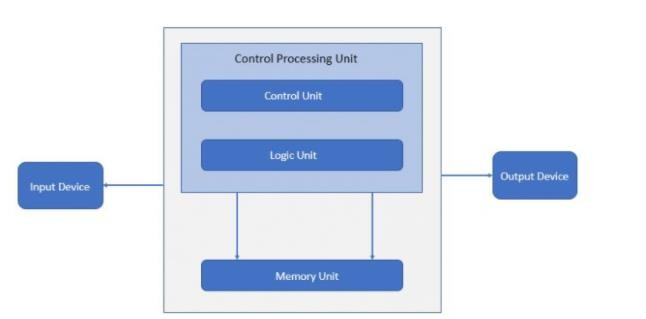 Control Processing Unit
Control Unit
Logic Unit
Input Device
Output Device
Memory Unit